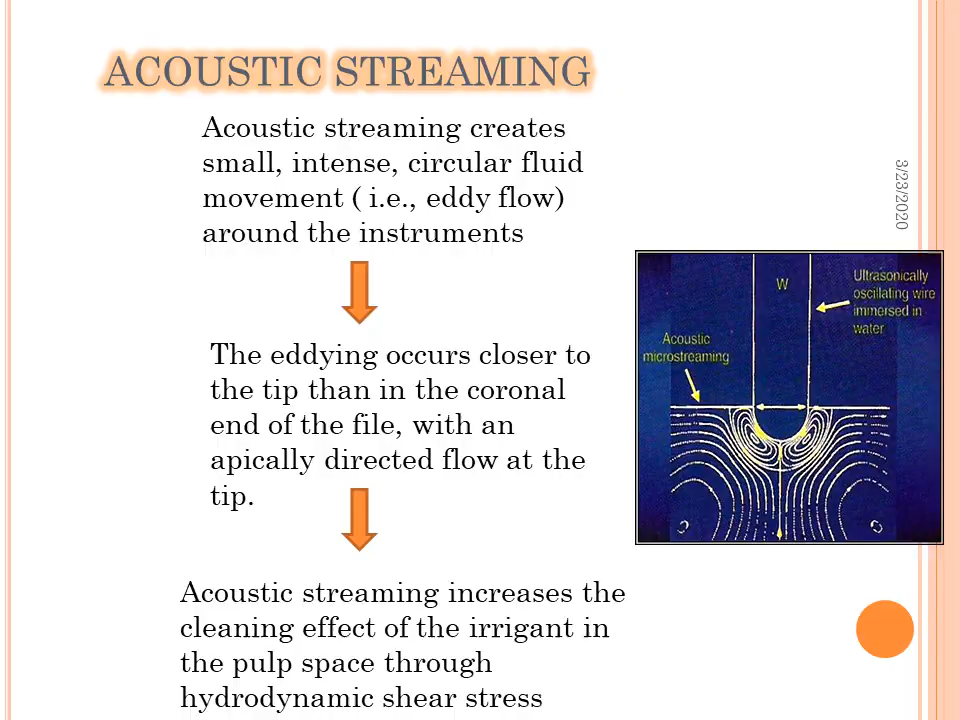 ACOUSTIC STREAMING
Acoustic streaming creates
small, intense, circular fluid
movement ( i.e., eddy flow)
around the instruments
3/23/2020
W
Ultrasonically
oscillating wire
immersed in
water
Acoustic
microstreaming
The eddying occurs closer to
the tip than in the coronal
end of the file, with an
apically directed flow at the
tip.
Acoustic streaming increases the
cleaning effect of the irrigant in
the pulp space through
hydrodynamic shear stress